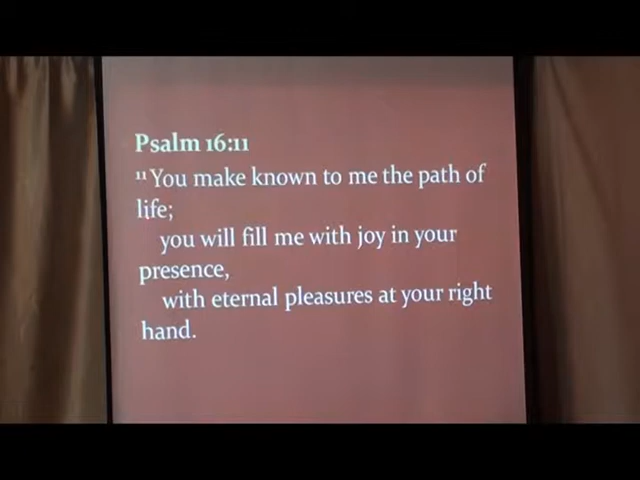 Psalm 16:11
11 You make known to me the path of
life;
you will fill me with joy in your
presence,
with eternal pleasures at your right
hand.